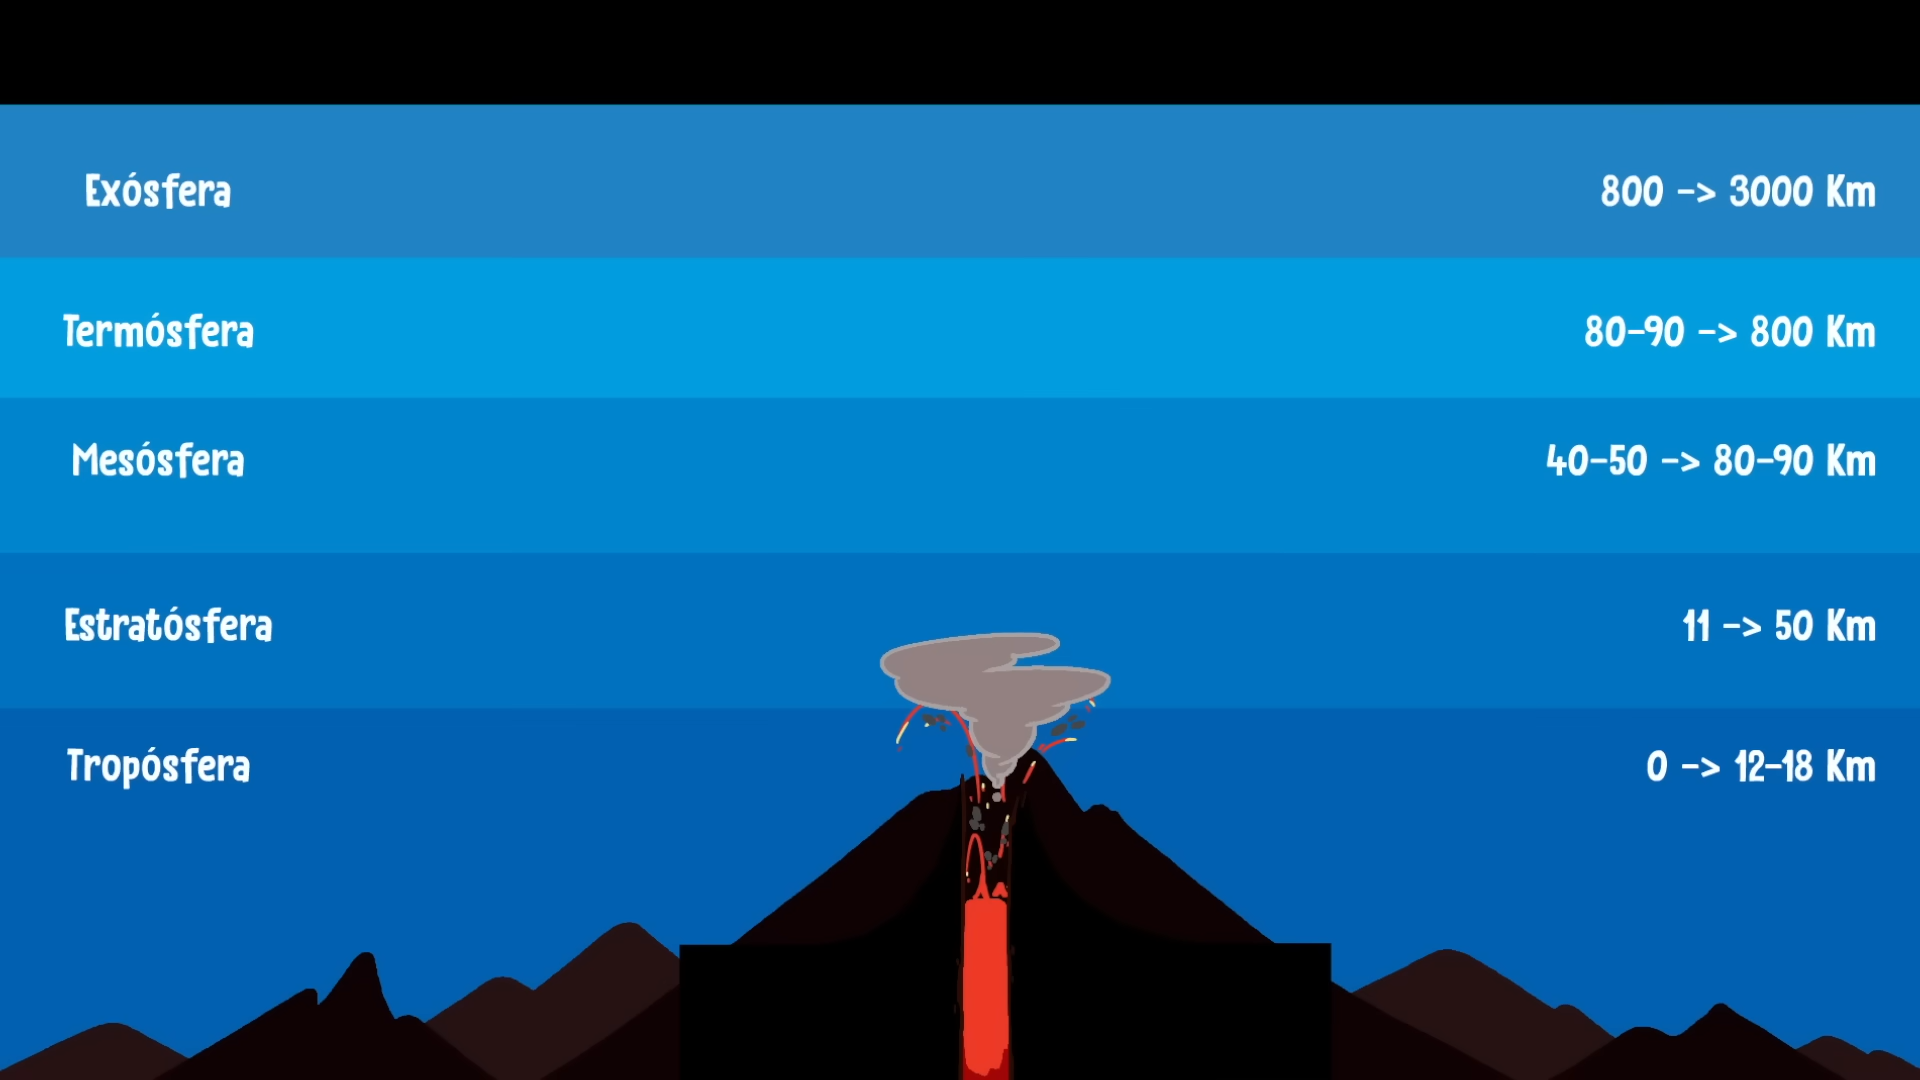 Exósfera 800 -> 3000 Km
Termósfera 80-90 -> 800 Km
Mesósfera 40-50 -> 80-90 Km
Estratósfera 11 -> 50 Km
Tropósfera 0 -> 12-18 Km